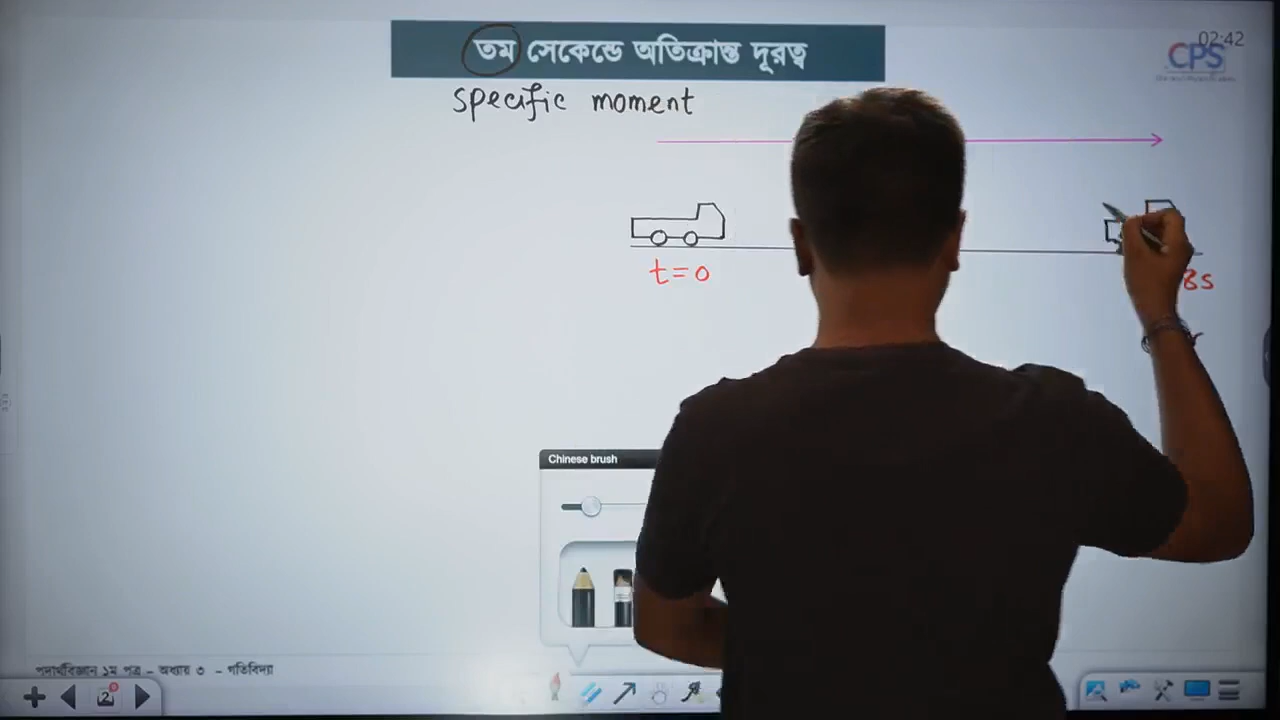 তম সেকেন্ডে অতিক্রান্ত দূরত্ব
02:42
CPS
specific moment
t=0
8s
Chinese brush
পদার্থবিজ্ঞান ১ম পত্র – অধ্যায় ৩ – গতিবিদ্যা
2